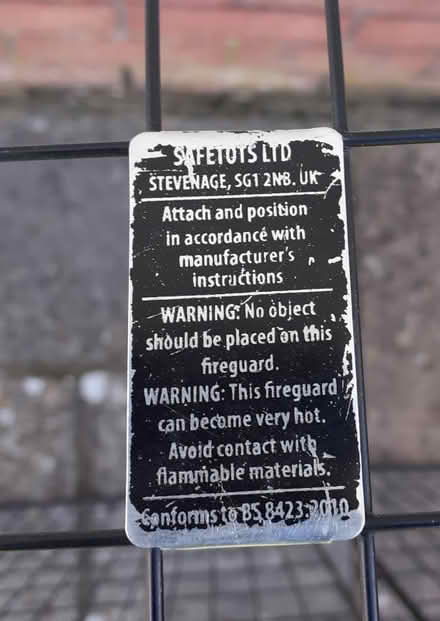 SAFETOTS LTD
STEVENAGE, SG1 2NB. UK
Attach and position
in accordance with
manufacturer's
instructions
WARNING: No object
should be placed on this
fireguard.
WARNING: This fireguard
can become very hot.
Avoid contact with
flammable materials.
Conforms to BS 8423:2010